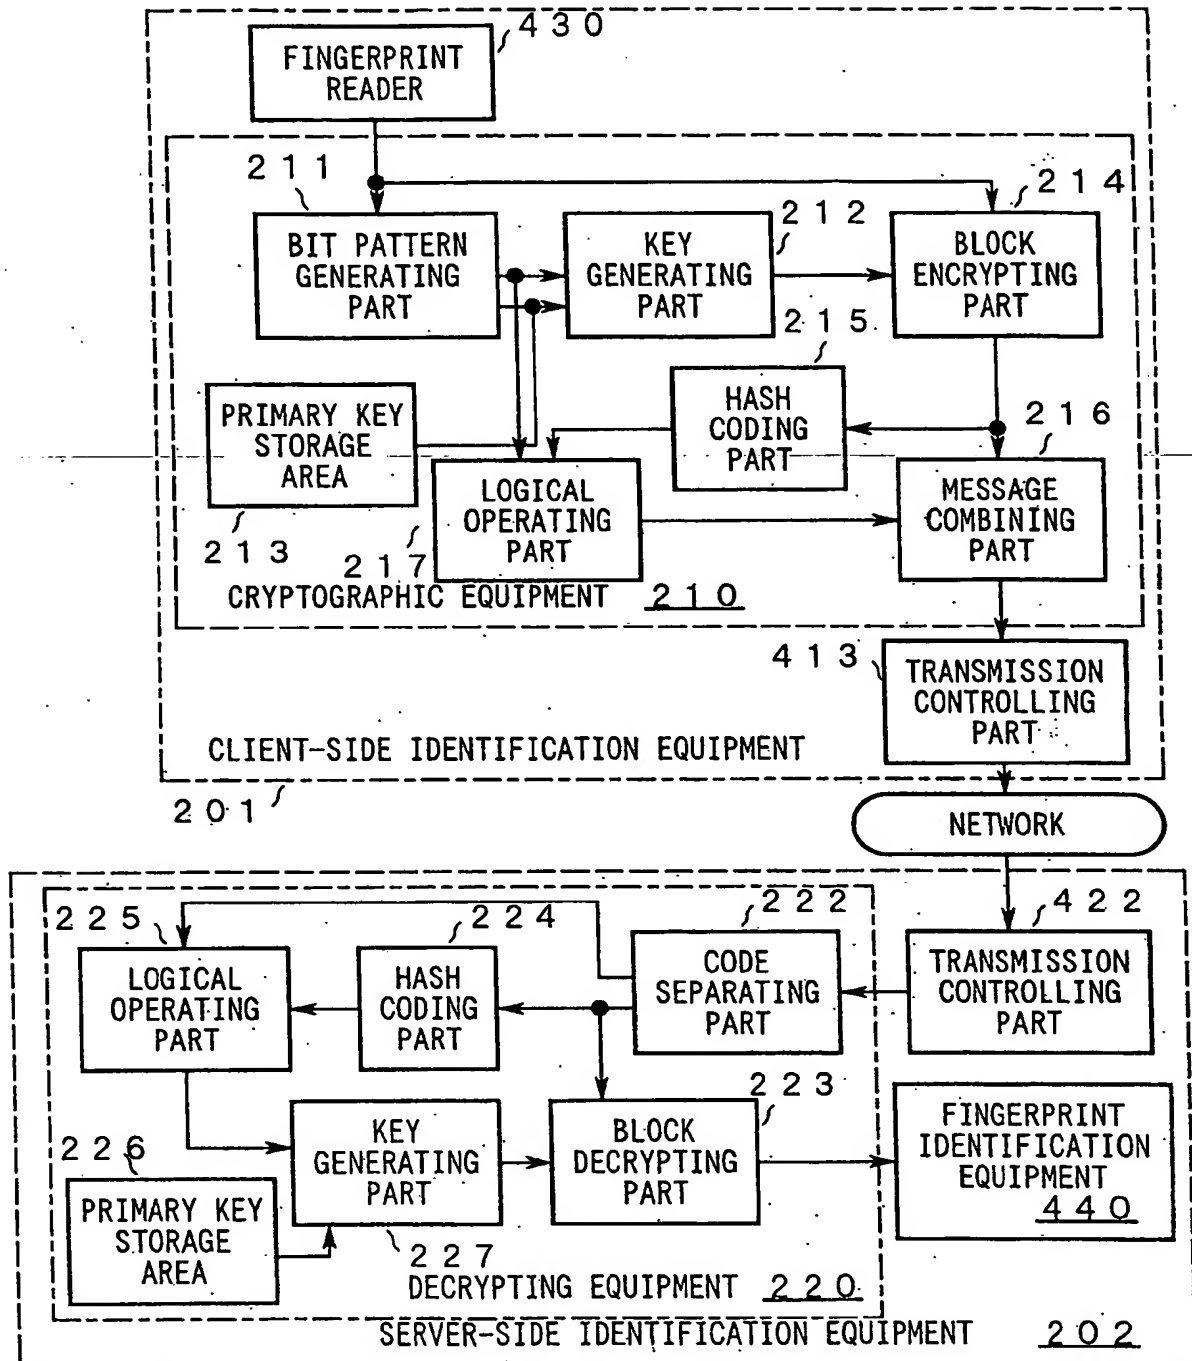 430
FINGERPRINT
READER
211
BIT PATTERN
GENERATING
PART
212
KEY
GENERATING
PART
214
BLOCK
ENCRYPTING
PART
215
HASH
CODING
PART
PRIMARY KEY
STORAGE
AREA
213
LOGICAL
OPERATING
PART
217
216
MESSAGE
COMBINING
PART
CRYPTOGRAPHIC EQUIPMENT 210
413
TRANSMISSION
CONTROLLING
PART
CLIENT-SIDE IDENTIFICATION EQUIPMENT
201
NETWORK
225
LOGICAL
OPERATING
PART
224
HASH
CODING
PART
222
CODE
SEPARATING
PART
422
TRANSMISSION
CONTROLLING
PART
226
PRIMARY KEY
STORAGE
AREA
KEY
GENERATING
PART
227
223
BLOCK
DECRYPTING
PART
FINGERPRINT
IDENTIFICATION
EQUIPMENT
440
DECRYPTING EQUIPMENT 220
SERVER-SIDE IDENTIFICATION EQUIPMENT 202